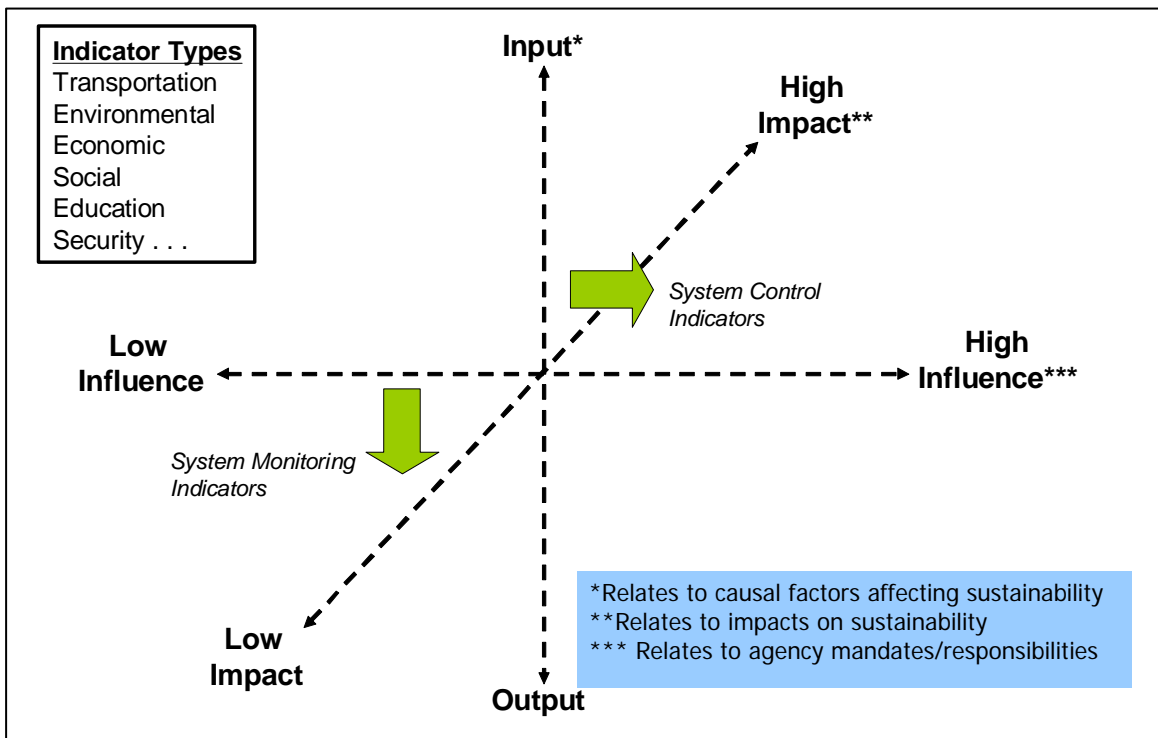 Indicator Types
Transportation
Environmental
Economic
Social
Education
Security . . .
Input*
High
Impact**
System Control
Indicators
Low
Influence
High
Influence***
System Monitoring
Indicators
Low
Impact
Output
*Relates to causal factors affecting sustainability
**Relates to impacts on sustainability
*** Relates to agency mandates/responsibilities